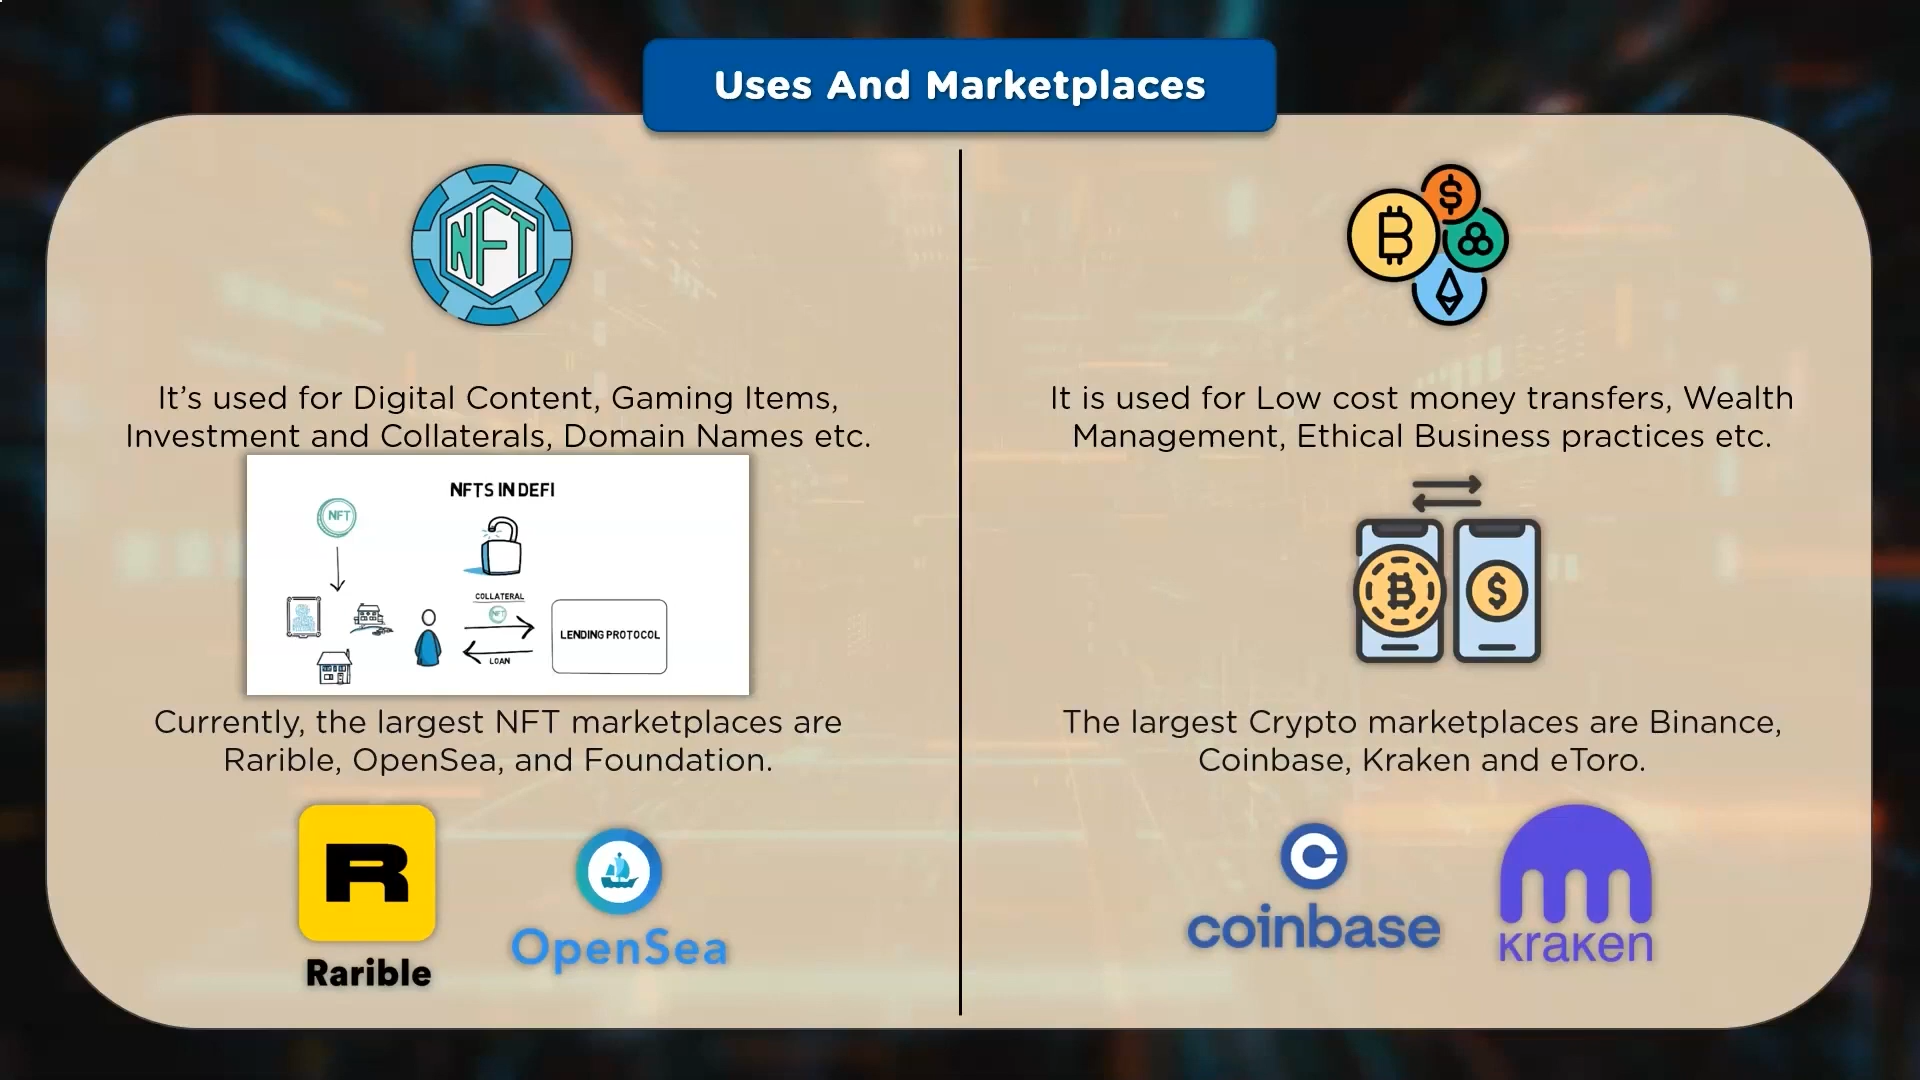 Uses And Marketplaces
NFT
It's used for Digital Content, Gaming Items,
Investment and Collaterals, Domain Names etc.
NFTS IN DEFI
NFT
COLLATERAL
NFT
LENDING PROTOCOL
LOAN
Currently, the largest NFT marketplaces are
Rarible, OpenSea, and Foundation.
R
Rarible
OpenSea
It is used for Low cost money transfers, Wealth
Management, Ethical Business practices etc.
The largest Crypto marketplaces are Binance,
Coinbase, Kraken and eToro.
coinbase
kraken